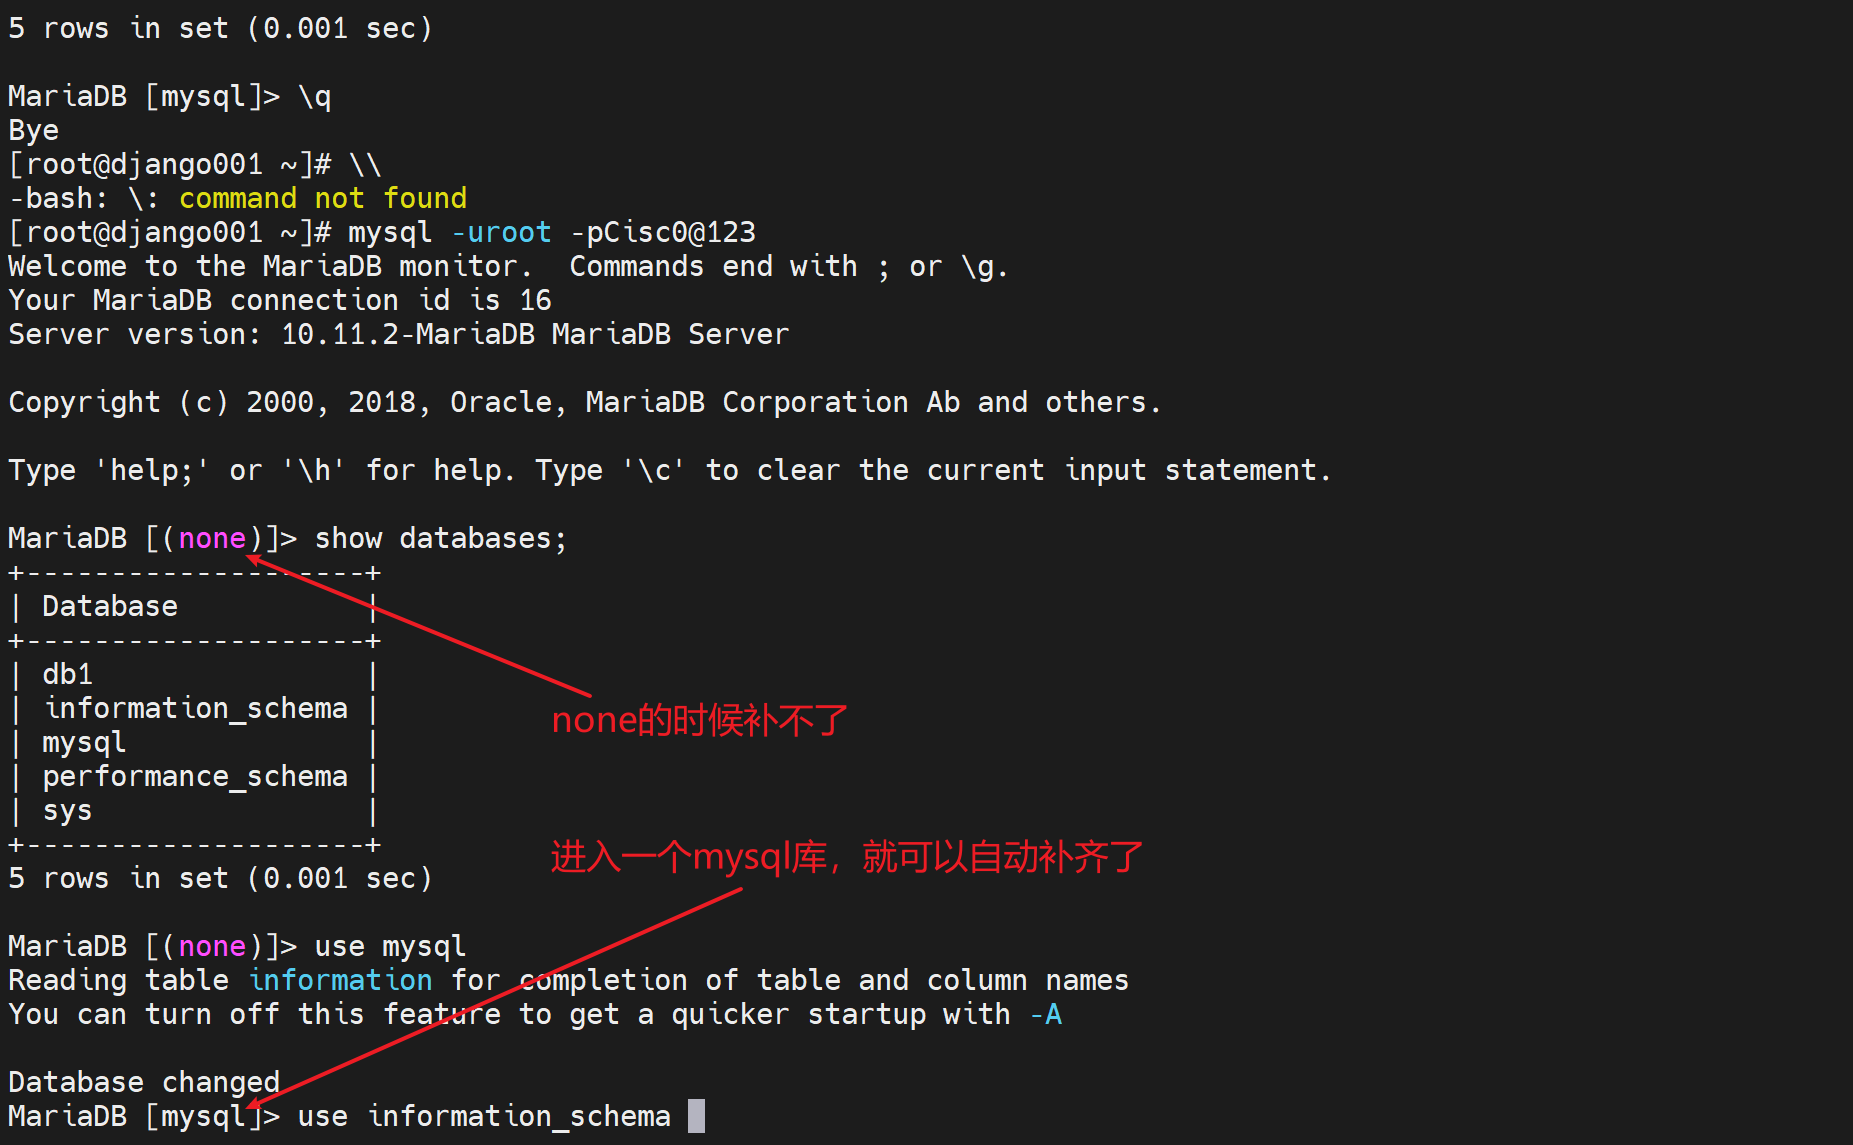 5 rows in set (0.001 sec)
MariaDB [mysql]> \q
Bye
[root@django001 ~]# \\
-bash: \: command not found
[root@django001 ~]# mysql -uroot -pCisc0@123
Welcome to the MariaDB monitor.  Commands end with ; or \g.
Your MariaDB connection id is 16
Server version: 10.11.2-MariaDB MariaDB Server
Copyright (c) 2000, 2018, Oracle, MariaDB Corporation Ab and others.
Type 'help;' or '\h' for help. Type '\c' to clear the current input statement.
MariaDB [(none)]> show databases;
+--------------------+
| Database           |
+--------------------+
| db1                |
| information_schema |
none的时候补不了
| mysql              |
| performance_schema |
| sys                |
+--------------------+
进入一个mysql库，就可以自动补齐了
5 rows in set (0.001 sec)
MariaDB [(none)]> use mysql
Reading table information for completion of table and column names
You can turn off this feature to get a quicker startup with -A
Database changed
MariaDB [mysql]> use information_schema